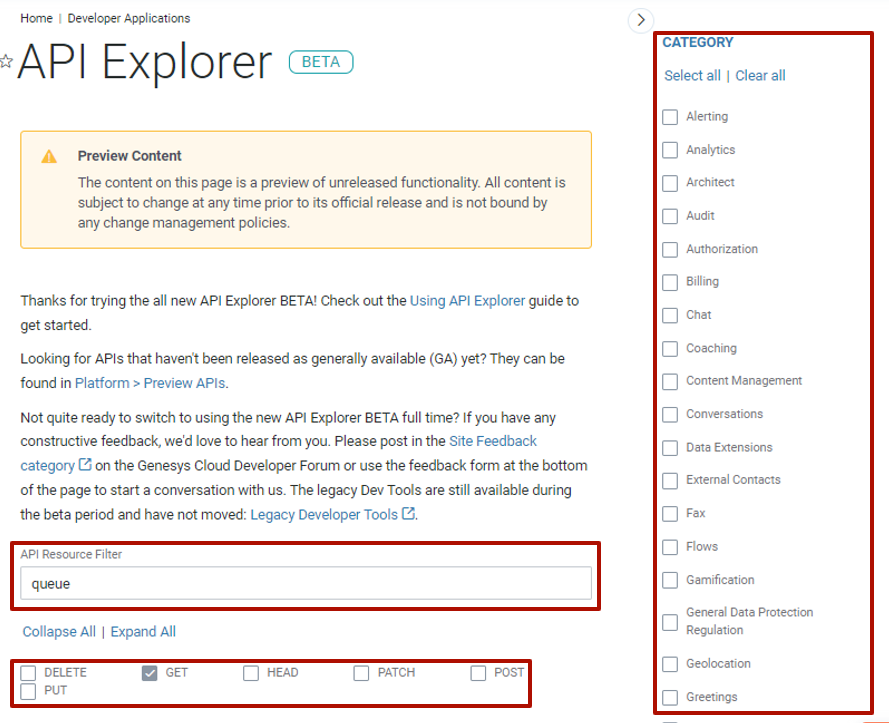 Home | Developer Applications
API Explorer BETA
Preview Content
The content on this page is a preview of unreleased functionality. All content is
subject to change at any time prior to its official release and is not bound by
any change management policies.
Thanks for trying the all new API Explorer BETA! Check out the Using API Explorer guide to
get started.
Looking for APIs that haven't been released as generally available (GA) yet? They can be
found in Platform > Preview APIs.
Not quite ready to switch to using the new API Explorer BETA full time? If you have any
constructive feedback, we'd love to hear from you. Please post in the Site Feedback
category on the Genesys Cloud Developer Forum or use the feedback form at the bottom
of the page to start a conversation with us. The legacy Dev Tools are still available during
the beta period and have not moved: Legacy Developer Tools.
API Resource Filter
queue
Collapse All | Expand All
DELETE GET HEAD PATCH POST
PUT
CATEGORY
Select all | Clear all
Alerting
Analytics
Architect
Audit
Authorization
Billing
Chat
Coaching
Content Management
Conversations
Data Extensions
External Contacts
Fax
Flows
Gamification
General Data Protection
Regulation
Geolocation
Greetings